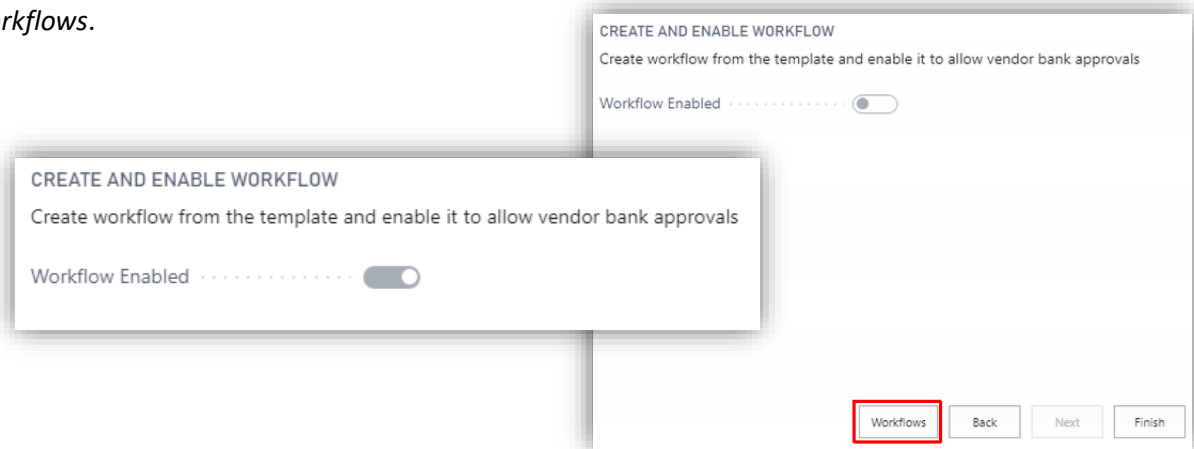 rkflows.
CREATE AND ENABLE WORKFLOW
Create workflow from the template and enable it to allow vendor bank approvals
Workflow Enabled
CREATE AND ENABLE WORKFLOW
Create workflow from the template and enable it to allow vendor bank approvals
Workflow Enabled
Workflows Back Next Finish